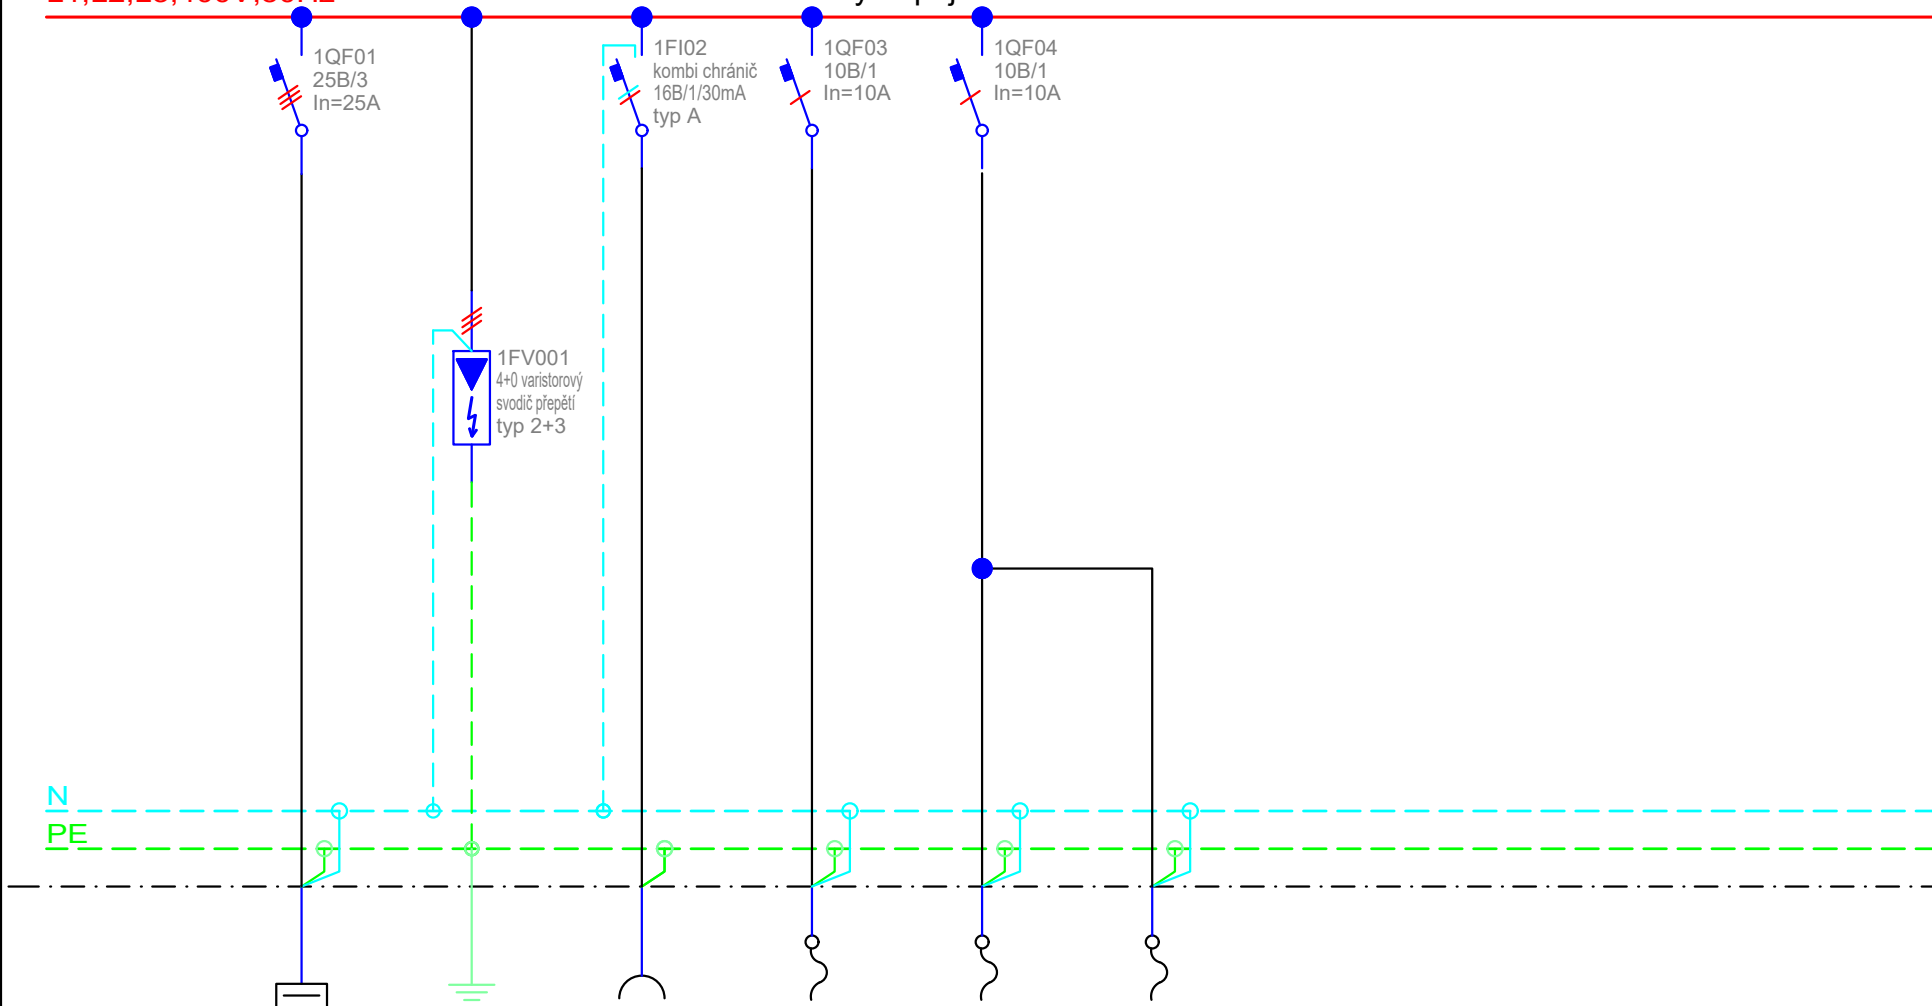 1QF01
25B/3
In=25A
1FI02
kombi chránič
16B/1/30mA
typ A
1QF03
10B/1
In=10A
1QF04
10B/1
In=10A
1FV001
4+0 varistorový
svodič přepětí
typ 2+3
N
PE